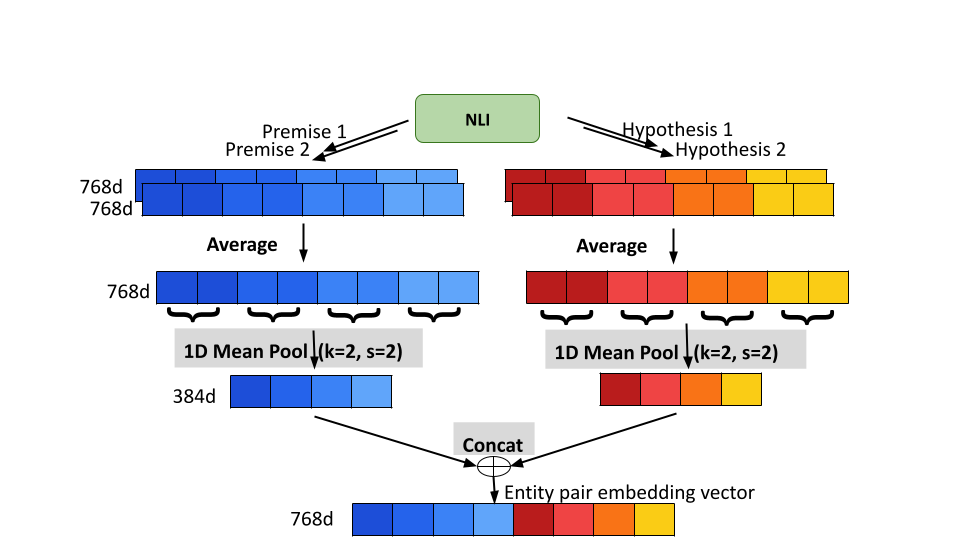 NLI
Premise 1
Premise 2
Hypothesis 1
Hypothesis 2
768d
768d
Average
Average
768d
1D Mean Pool (k=2, s=2)
1D Mean Pool (k=2, s=2)
384d
Concat
Entity pair embedding vector
768d